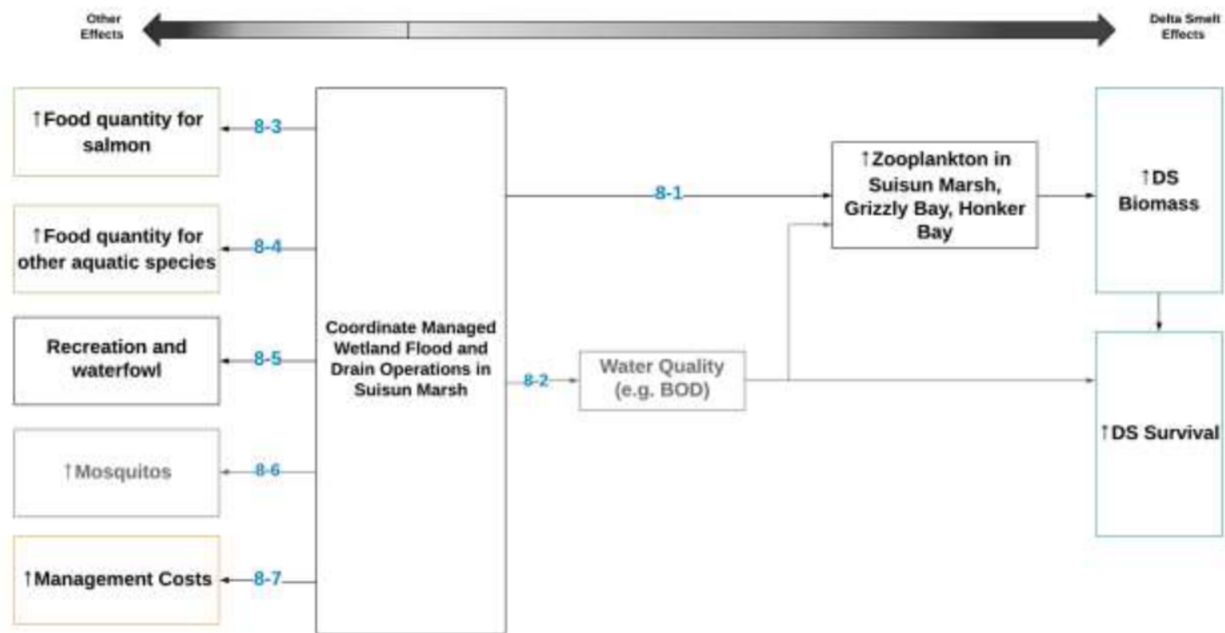 Other
Effects
Delta Smelt
Effects
↑Food quantity for
salmon
8-3
↑Food quantity for
other aquatic species
8-4
Recreation and
waterfowl
8-5
↑Mosquitos
8-6
↑Management Costs
8-7
Coordinate Managed
Wetland Flood and
Drain Operations in
Suisun Marsh
8-1
8-2
Water Quality
(e.g. BOD)
↑Zooplankton in
Suisun Marsh,
Grizzly Bay, Honker
Bay
↑DS
Biomass
↑DS Survival